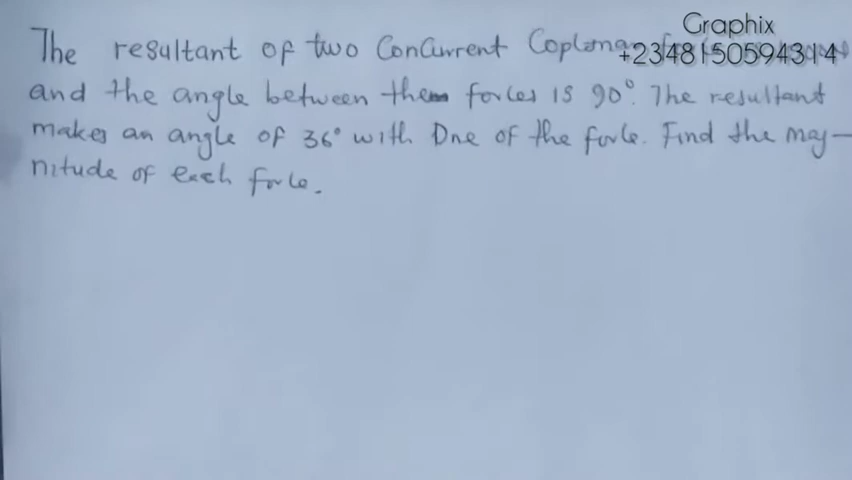 Graphix
+2348150594314
The resultant of two Concurrent Coplanar
and the angle between them forces is 90°. The resultant
makes an angle of 36° with One of the force. Find the mag-
nitude of each force.